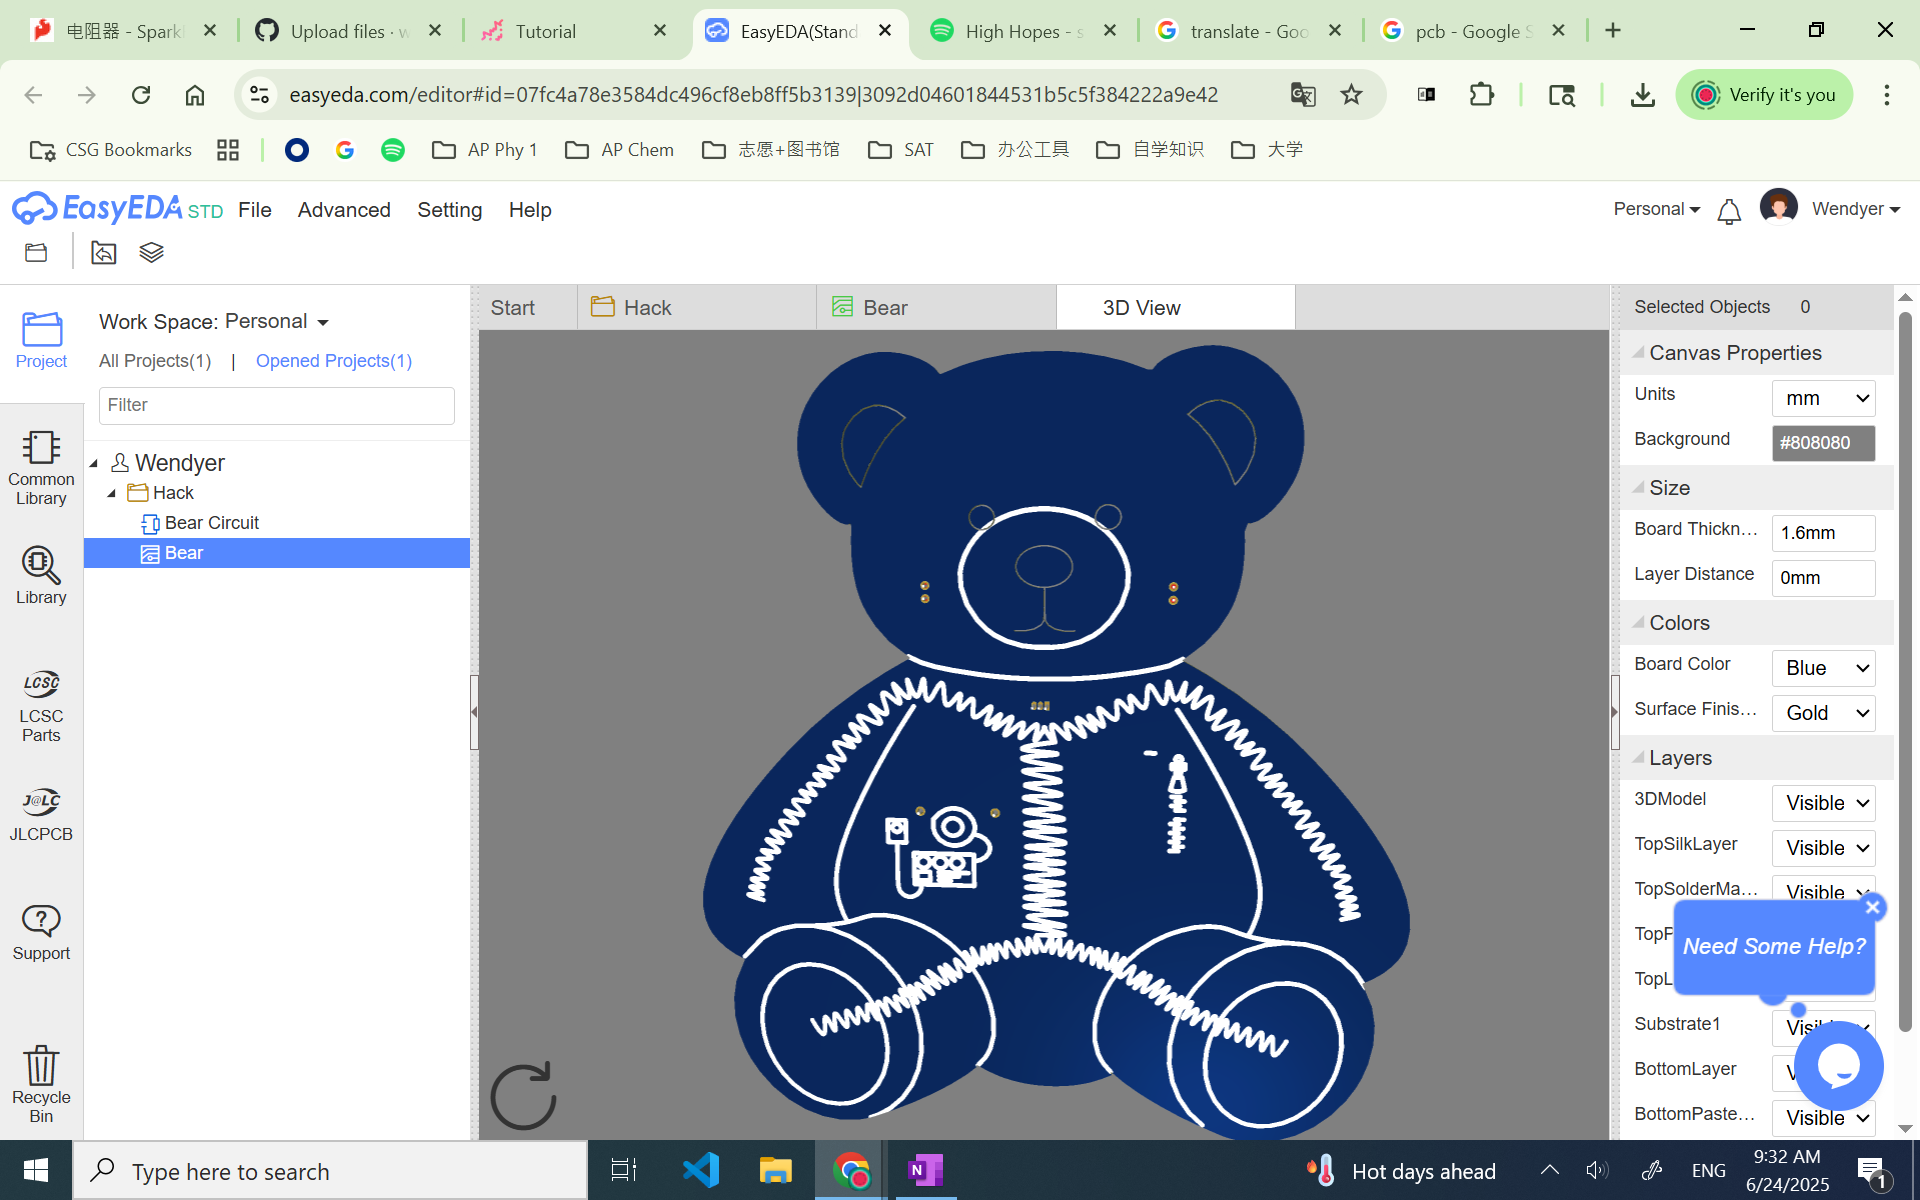 电阻器 - Spark
Upload files · w
Tutorial
EasyEDA(Stand
High Hopes - s
translate - Goo
pcb - Google S
easyeda.com/editor#id=07fc4a78e3584dc496cf8eb8ff5b3139|3092d04601844531b5c5f384222a9e42
Verify it's you
CSG Bookmarks
AP Phy 1
AP Chem
志愿+图书馆
SAT
办公工具
自学知识
大学
EasyEDA STD
File
Advanced
Setting
Help
Personal
Wendyer
Start
Hack
Bear
3D View
Project
Common
Library
Library
LCSC
LCSC
Parts
J@LC
JLCPCB
Support
Recycle
Bin
Work Space: Personal
All Projects(1) | Opened Projects(1)
Filter
Wendyer
Hack
Bear Circuit
Bear
Selected Objects 0
Canvas Properties
Units mm
Background #808080
Size
Board Thickn... 1.6mm
Layer Distance 0mm
Colors
Board Color Blue
Surface Finis... Gold
Layers
3DModel Visible
TopSilkLayer Visible
TopSolderMa... Visible
TopP
TopL
Need Some Help?
Substrate1
BottomLayer
BottomPaste... Visible
Type here to search
N
Hot days ahead
ENG
9:32 AM
6/24/2025
1